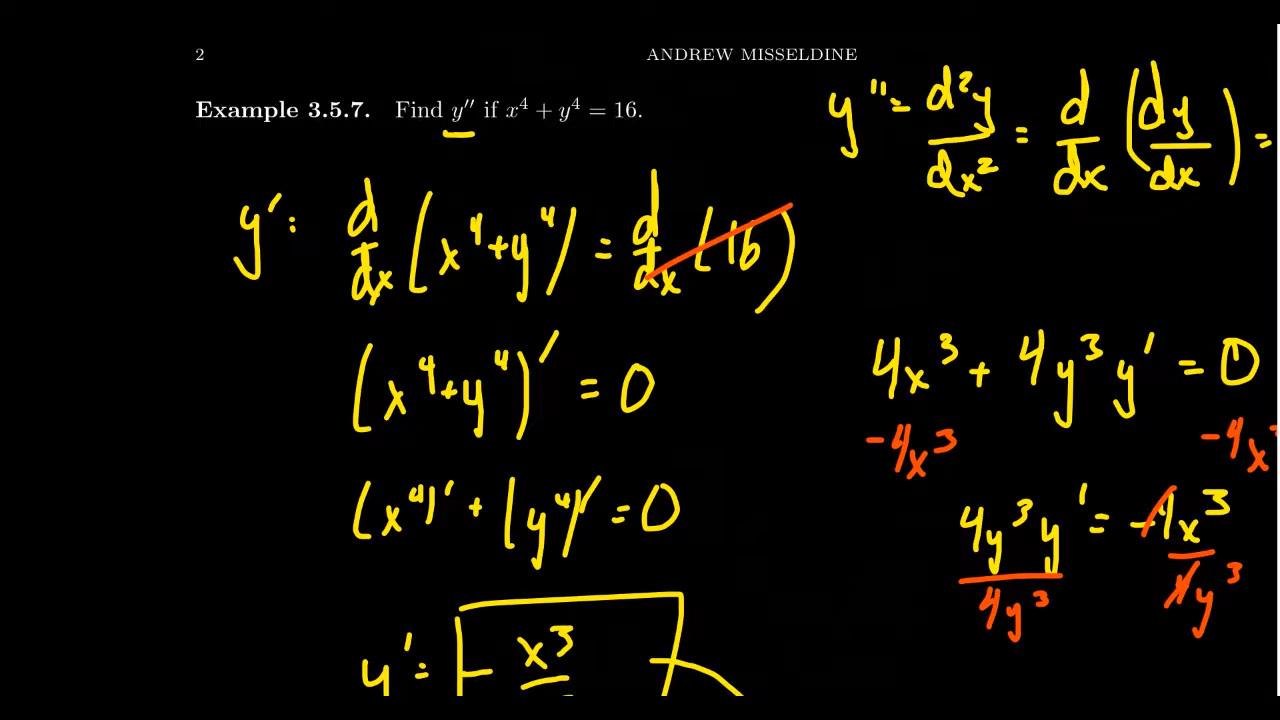 2 ANDREW MISSELDINE
Example 3.5.7. Find y'' if x⁴ + y⁴ = 16.
y'' = d²y/dx² = d/dx (dy/dx) =
y': d/dx (x⁴+y⁴) = d/dx (16)
(x⁴+y⁴)' = 0
(x⁴)' + (y⁴)' = 0
y' = - x³
4x³ + 4y³y' = 0
-4x³ -4x³
4y³y' = -4x³
4y³ 4y³